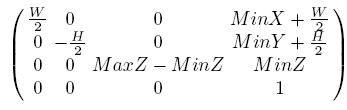 W/2 0 0 MinX + W/2
0 -H/2 0 MinY + H/2
0 0 MaxZ − MinZ MinZ
0 0 0 1